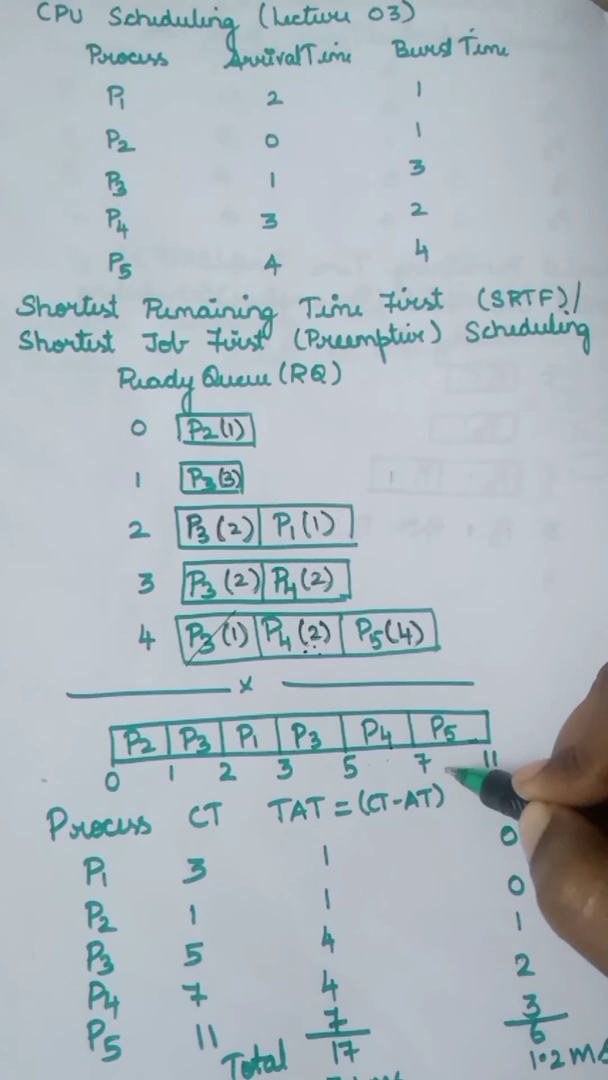 CPU Scheduling (Lecture 03)
Process Arrival Time Burst Time
P1 2 1
P2 0 1
P3 1 3
P4 3 2
P5 4 4
Shortest Remaining Time First (SRTF)/
Shortest Job First (Preemptive) Scheduling
Ready Queue (RQ)
0 P2(1)
1 P3(3)
2 P3(2) P1(1)
3 P3(2) P4(2)
4 P3(1) P4(2) P5(4)
x
P2 P3 P1 P3 P4 P5
0 1 2 3 5 7 11
Process CT TAT = (CT-AT)
P1 3 1 0
P2 1 1 0
P3 5 4 1
P4 7 4 2
P5 11 7 3
Total 17 6
1.2 ms